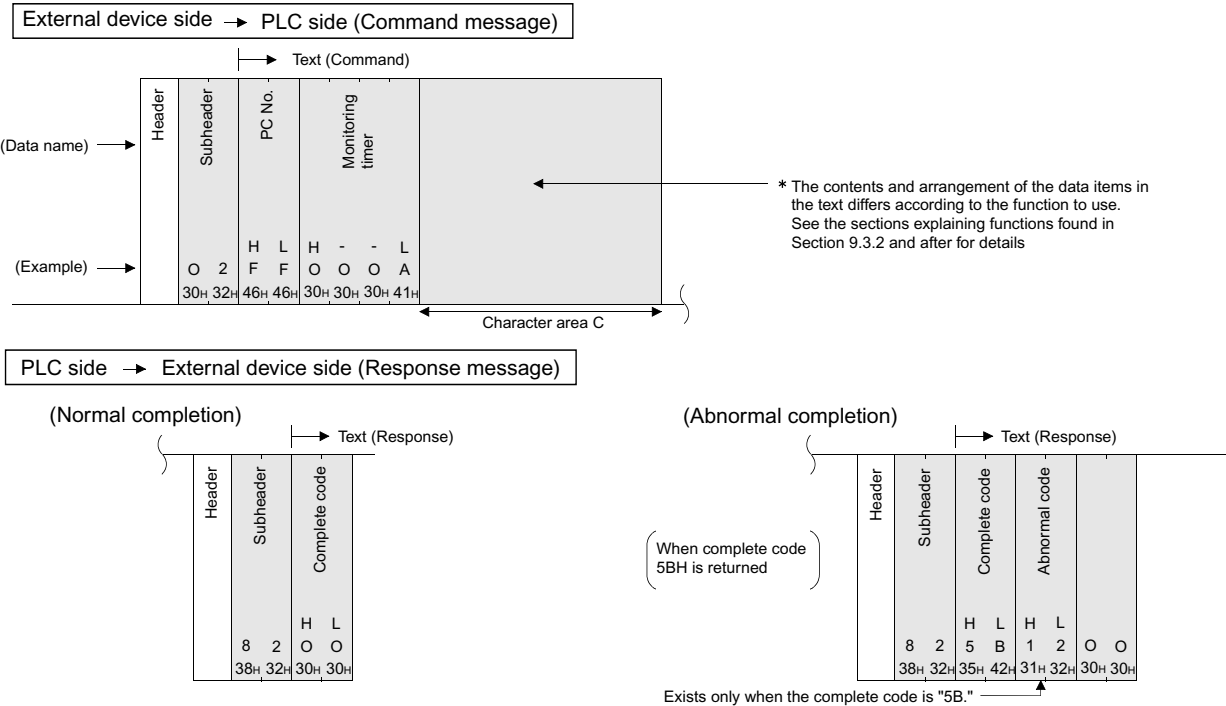 External device side → PLC side (Command message)
Text (Command)
Header
Subheader
PC No.
Monitoring
timer
(Data name)
* The contents and arrangement of the data items in
the text differs according to the function to use.
See the sections explaining functions found in
Section 9.3.2 and after for details
H L H - - L
(Example) O 2 F F O O O A
30H 32H 46H 46H 30H 30H 30H 41H
Character area C
PLC side → External device side (Response message)
(Normal completion)
Text (Response)
Header
Subheader
Complete code
H L
8 2 O O
38H 32H 30H 30H
(Abnormal completion)
Text (Response)
When complete code
5BH is returned
Header
Subheader
Complete code
Abnormal code
H L H L
8 2 5 B 1 2 O O
38H 32H 35H 42H 31H 32H 30H 30H
Exists only when the complete code is "5B."